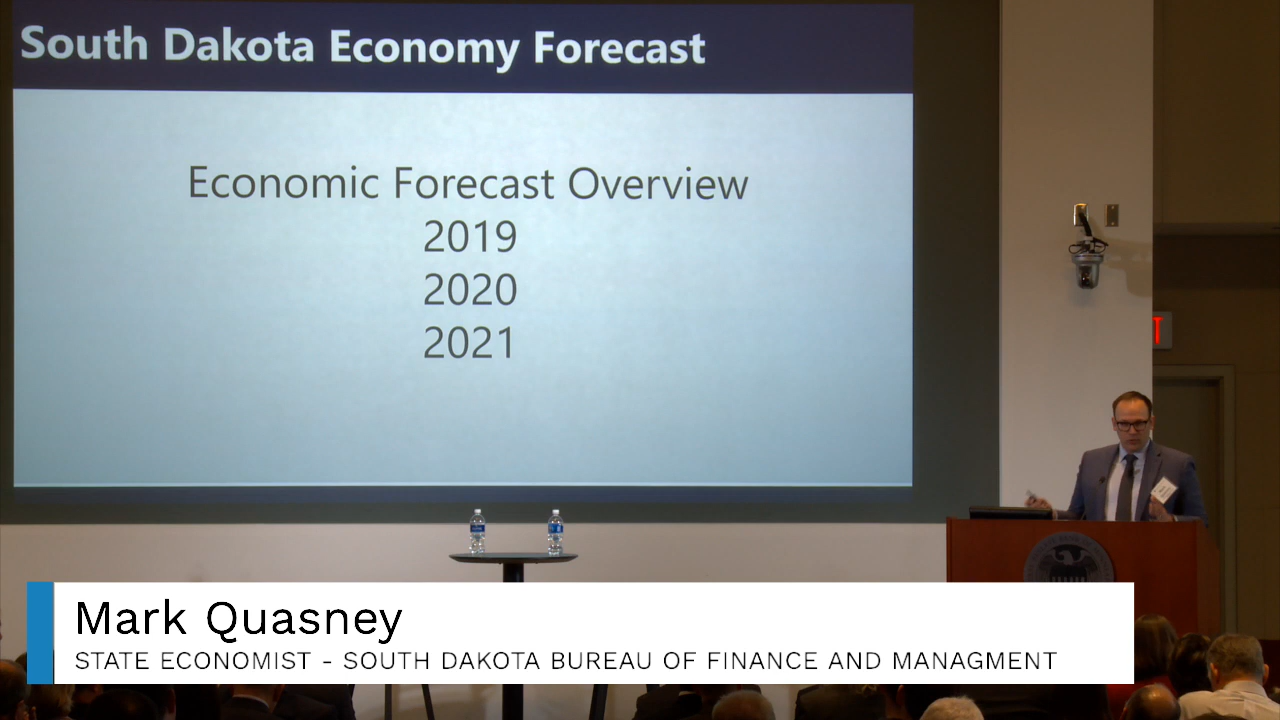 South Dakota Economy Forecast
Economic Forecast Overview
2019
2020
2021
Mark Quasney
STATE ECONOMIST - SOUTH DAKOTA BUREAU OF FINANCE AND MANAGMENT